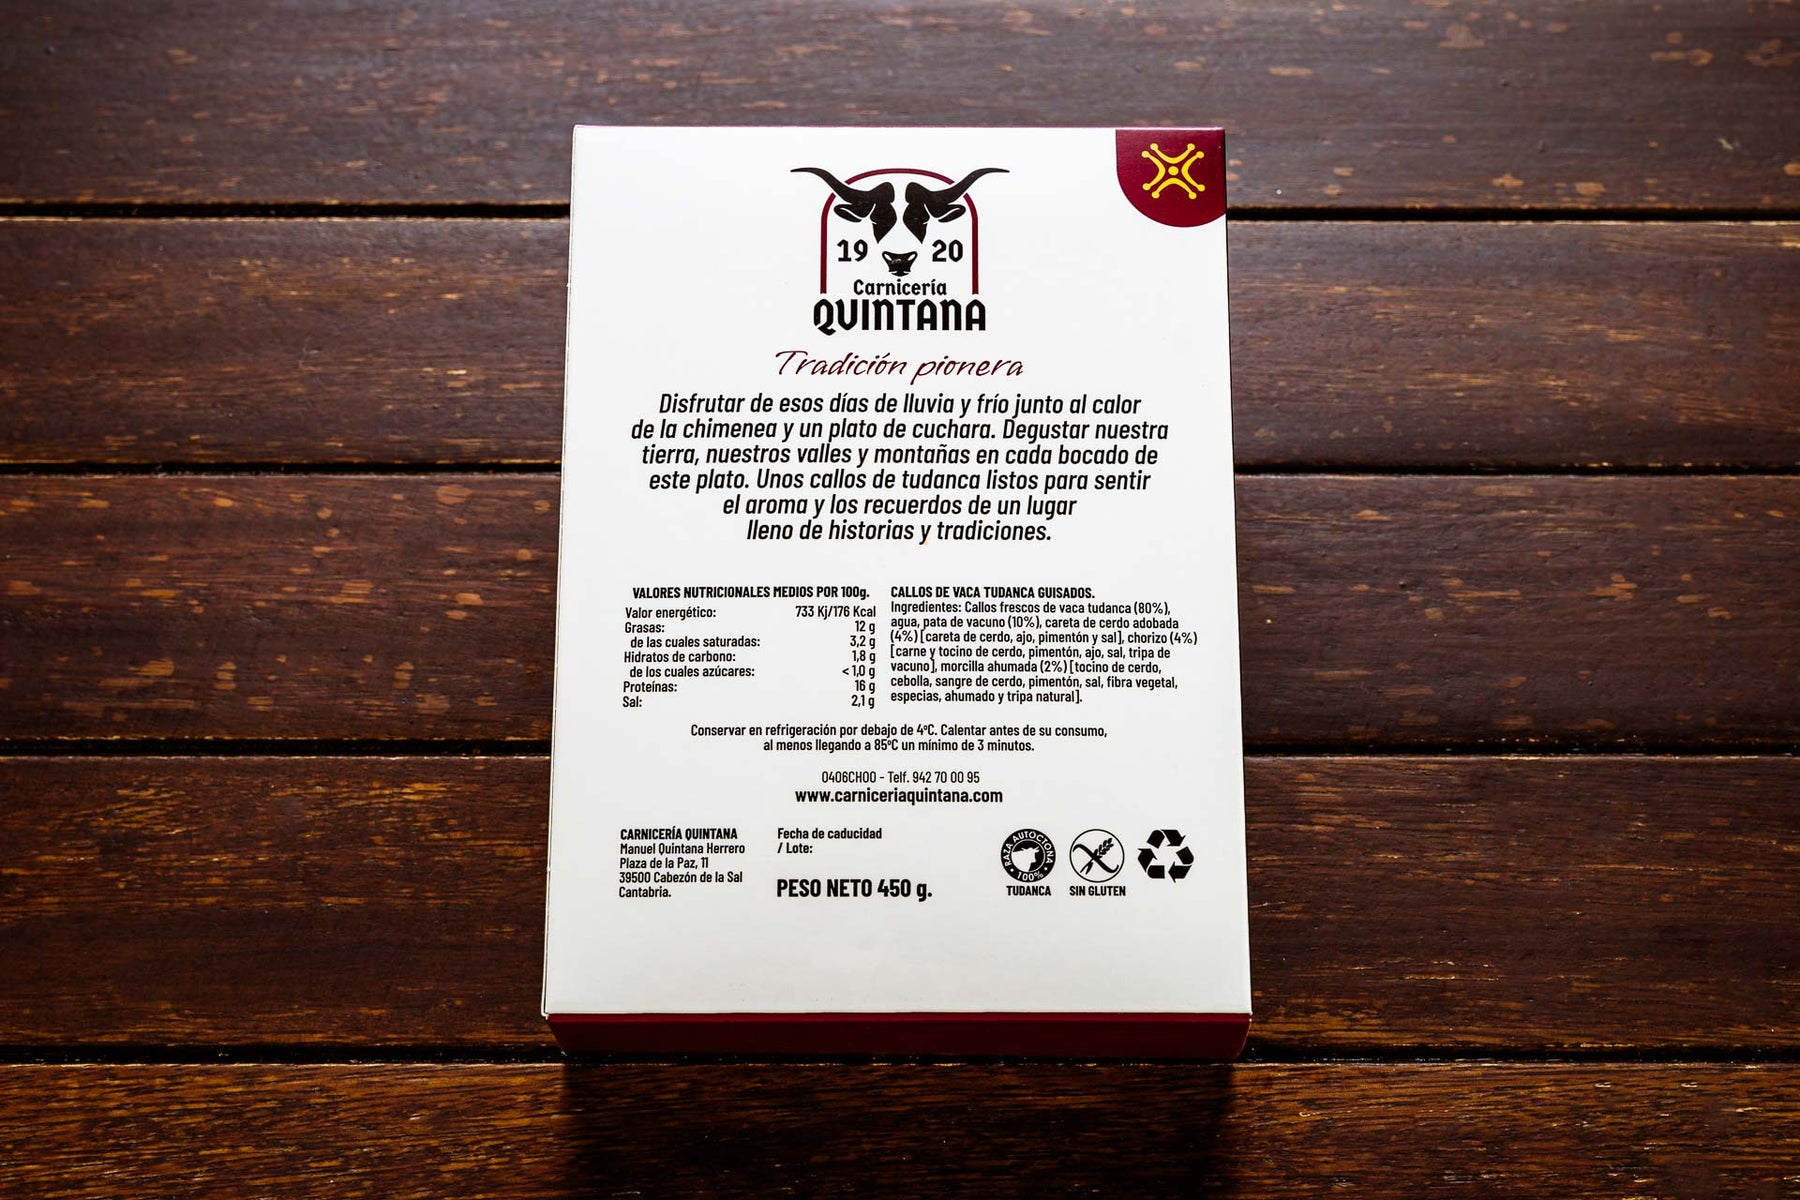 19 20
Carnicería
QUINTANA
Tradición pionera
Disfrutar de esos días de lluvia y frío junto al calor
de la chimenea y un plato de cuchara. Degustar nuestra
tierra, nuestros valles y montañas en cada bocado de
este plato. Unos callos de tudanca listos para sentir
el aroma y los recuerdos de un lugar
lleno de historias y tradiciones.
VALORES NUTRICIONALES MEDIOS POR 100g.
Valor energético: 733 Kj/176 Kcal
Grasas: 12 g
de las cuales saturadas: 3,2 g
Hidratos de carbono: 1,8 g
de los cuales azúcares: < 1,0 g
Proteínas: 16 g
Sal: 2,1 g
CALLOS DE VACA TUDANCA GUISADOS.
Ingredientes: Callos frescos de vaca tudanca (80%),
agua, pata de vacuno (10%), careta de cerdo adobada
(4%) [careta de cerdo, ajo, pimentón y sal], chorizo (4%)
[carne y tocino de cerdo, pimentón, ajo, sal, tripa de
vacuno], morcilla ahumada (2%) [tocino de cerdo,
cebolla, sangre de cerdo, pimentón, sal, fibra vegetal,
especias, ahumado y tripa natural].
Conservar en refrigeración por debajo de 4ºC. Calentar antes de su consumo,
al menos llegando a 85ºC un mínimo de 3 minutos.
0406CH00 - Telf. 942 70 00 95
www.carniceriaquintana.com
CARNICERÍA QUINTANA
Manuel Quintana Herrero
Plaza de la Paz, 11
39500 Cabezón de la Sal
Cantabria.
Fecha de caducidad
/ Lote:
PESO NETO 450 g.
RAZA AUTOCTONA
100%
TUDANCA
SIN GLUTEN